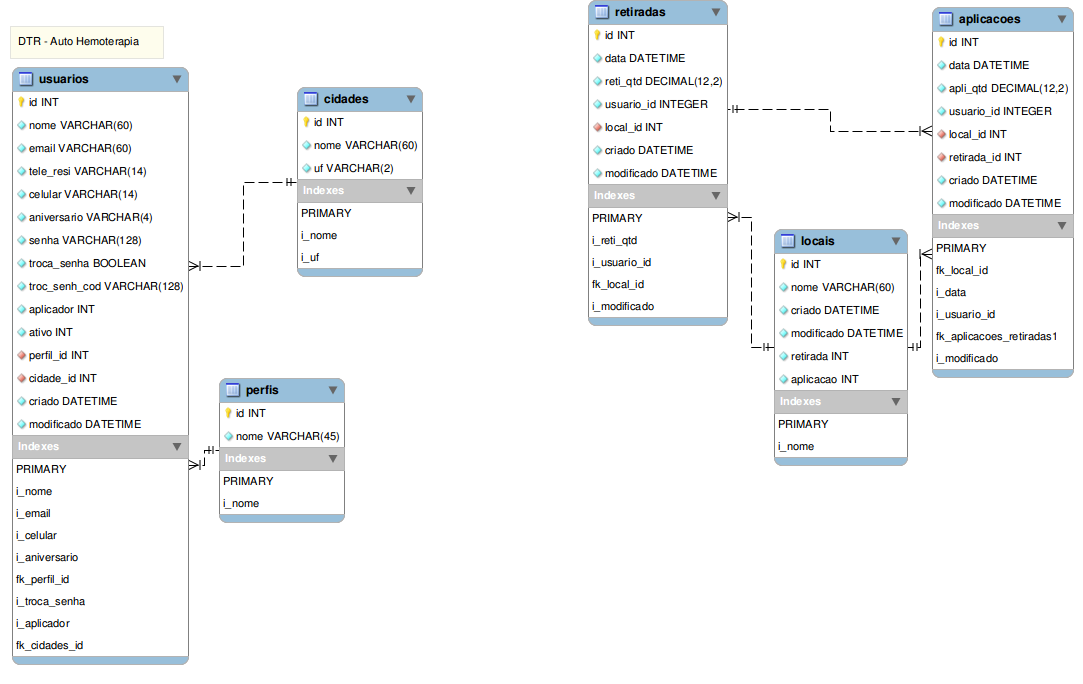 DTR - Auto Hemoterapia
usuarios
id INT
nome VARCHAR(60)
email VARCHAR(60)
tele_resi VARCHAR(14)
celular VARCHAR(14)
aniversario VARCHAR(4)
senha VARCHAR(128)
troca_senha BOOLEAN
troc_senh_cod VARCHAR(128)
aplicador INT
ativo INT
perfil_id INT
cidade_id INT
criado DATETIME
modificado DATETIME
Indexes
PRIMARY
i_nome
i_email
i_celular
i_aniversario
fk_perfil_id
i_troca_senha
i_aplicador
fk_cidades_id
cidades
id INT
nome VARCHAR(60)
uf VARCHAR(2)
Indexes
PRIMARY
i_nome
i_uf
perfis
id INT
nome VARCHAR(45)
Indexes
PRIMARY
i_nome
retiradas
id INT
data DATETIME
reti_qtd DECIMAL(12,2)
usuario_id INTEGER
local_id INT
criado DATETIME
modificado DATETIME
Indexes
PRIMARY
i_reti_qtd
i_usuario_id
fk_local_id
i_modificado
locais
id INT
nome VARCHAR(60)
criado DATETIME
modificado DATETIME
retirada INT
aplicacao INT
Indexes
PRIMARY
i_nome
aplicacoes
id INT
data DATETIME
apli_qtd DECIMAL(12,2)
usuario_id INTEGER
local_id INT
retirada_id INT
criado DATETIME
modificado DATETIME
Indexes
PRIMARY
fk_local_id
i_data
i_usuario_id
fk_aplicacoes_retiradas1
i_modificado